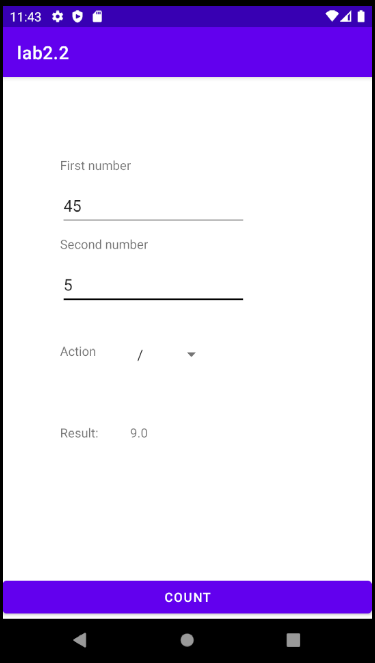 11:43
lab2.2
First number
45
Second number
5
Action /
Result: 9.0
COUNT